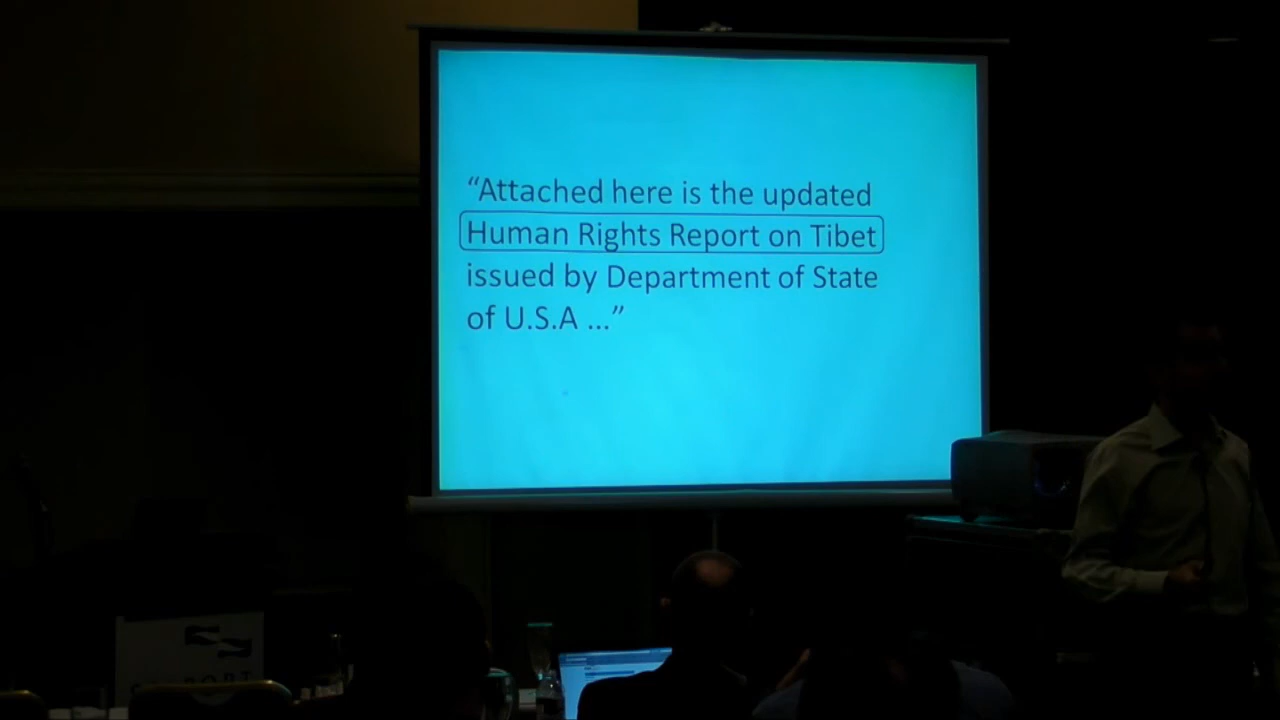 “Attached here is the updated
Human Rights Report on Tibet
issued by Department of State
of U.S.A ...”